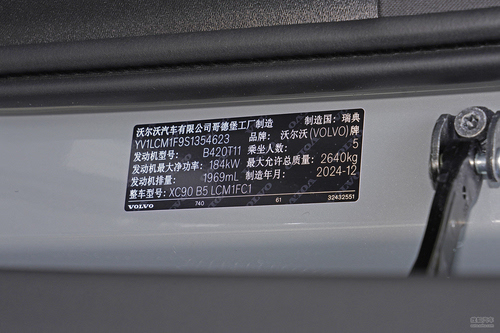 沃尔沃汽车有限公司哥德堡工厂制造 制造国：瑞典
YV1LCM1F9S1354623 品牌：沃尔沃(VOLVO)牌
发动机型号：B420T11 乘坐人数：5
发动机最大净功率：184kW 最大允许总质量：2640kg
发动机排量：1969mL 制造年月：2024-12
整车型号：XC90 B5 LCM1FC1
VOLVO 740 61 32432551